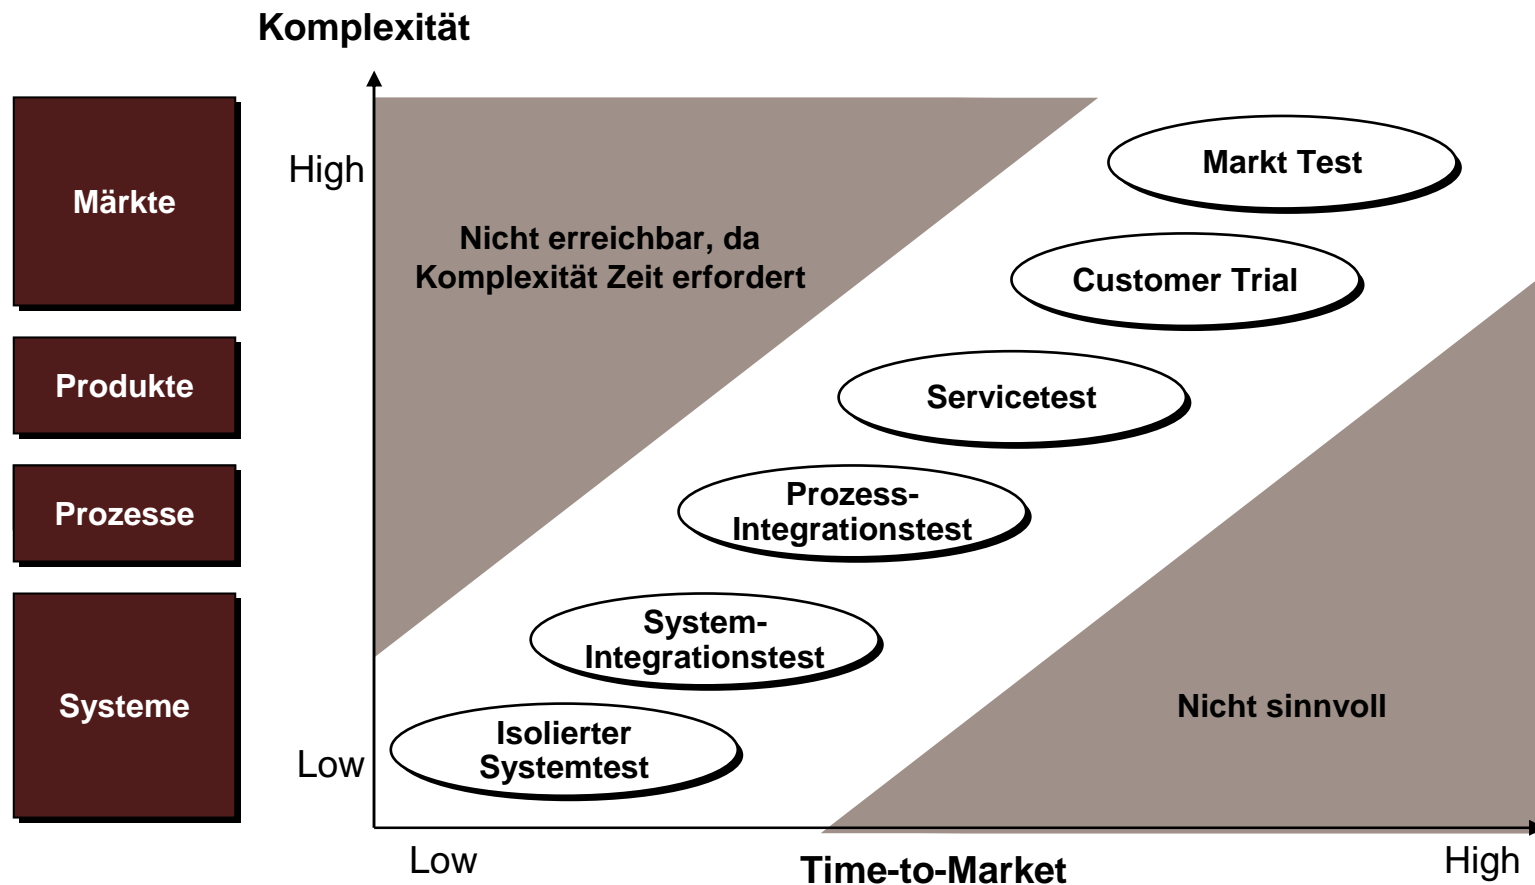 Komplexität
Märkte
Produkte
Prozesse
Systeme
High
Low
Nicht erreichbar, da
Komplexität Zeit erfordert
Markt Test
Customer Trial
Servicetest
Prozess-
Integrationstest
System-
Integrationstest
Isolierter
Systemtest
Nicht sinnvoll
Low
Time-to-Market
High